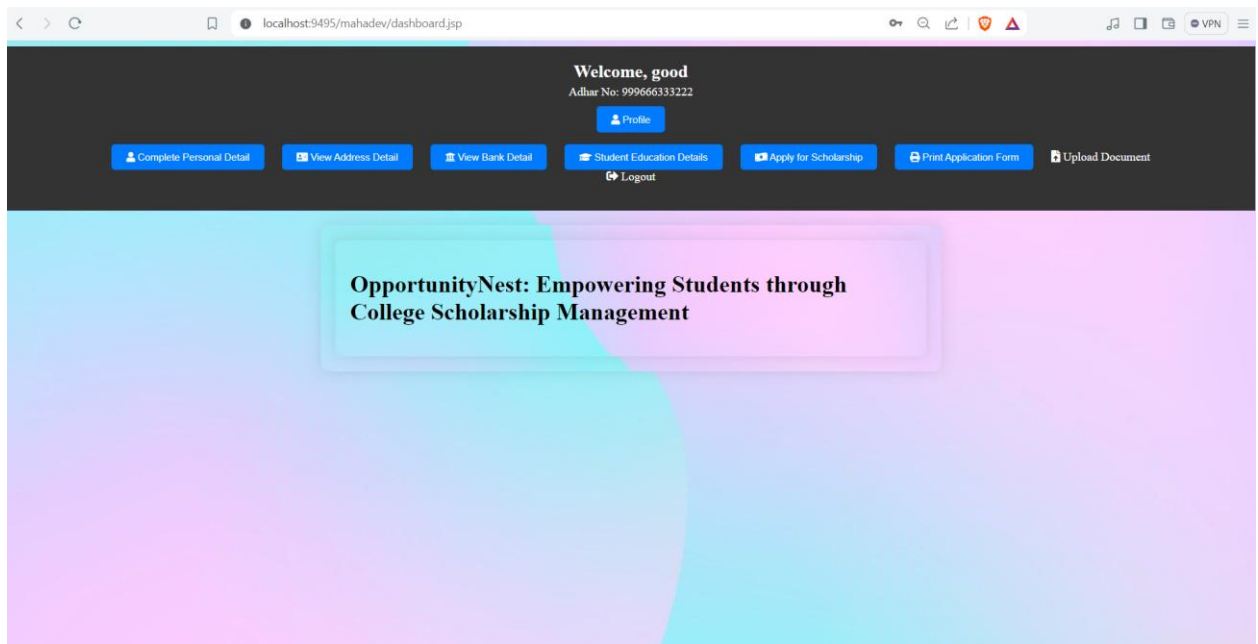 localhost:9495/mahadev/dashboard.jsp
VPN
Welcome, good
Adhar No: 999666333222
Profile
Complete Personal Detail View Address Detail View Bank Detail Student Education Details Apply for Scholarship Print Application Form Upload Document
Logout
OpportunityNest: Empowering Students through
College Scholarship Management